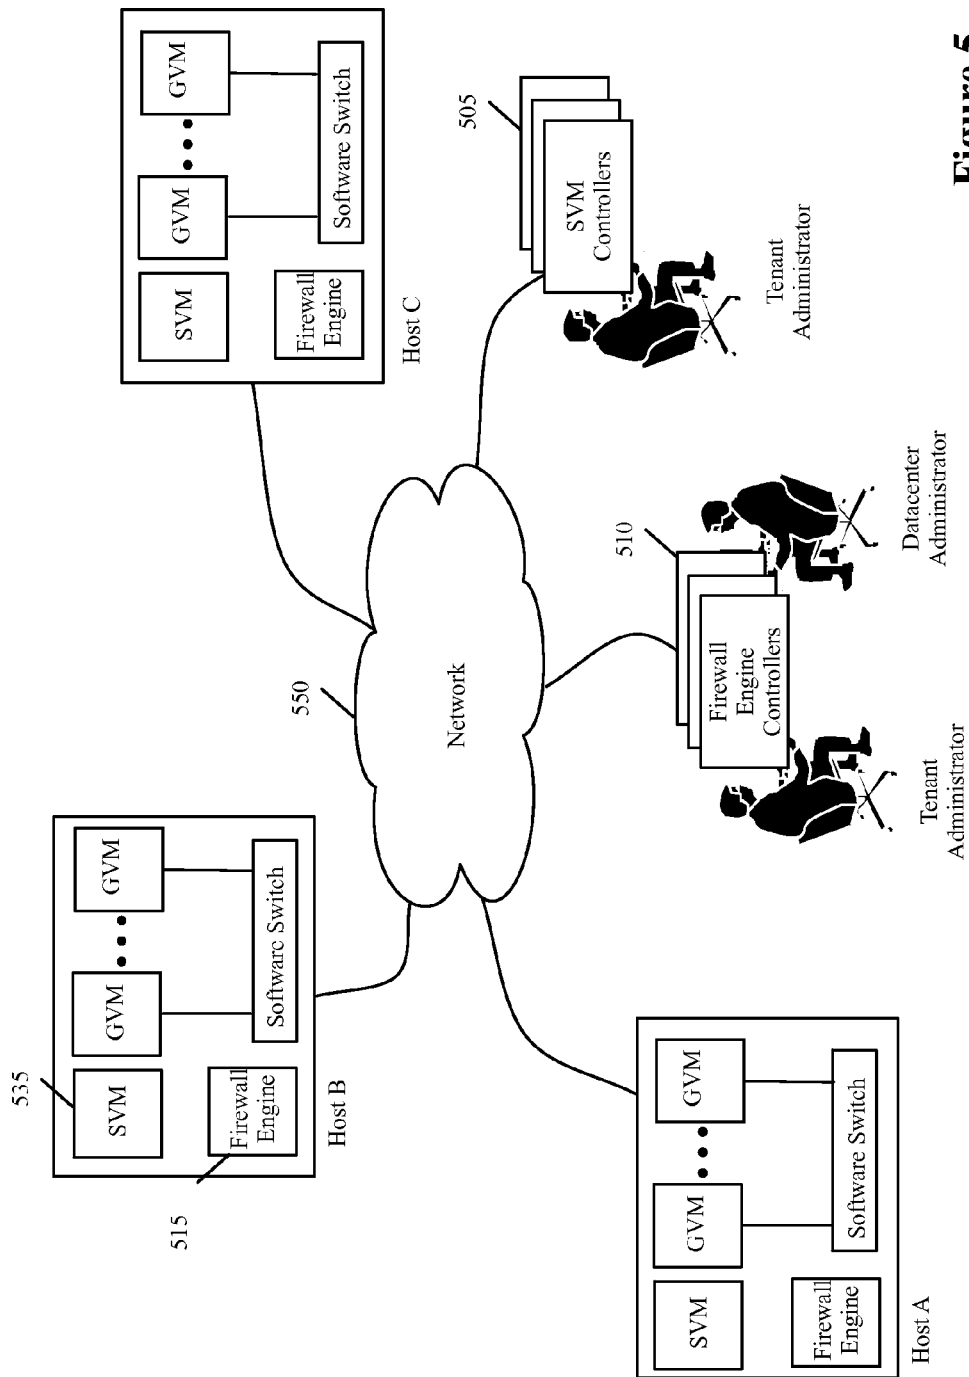 535
SVM
GVM
GVM
515
Firewall
Engine
Software Switch
Host B
SVM
GVM
GVM
Firewall
Engine
Software Switch
Host C
550
Network
505
SVM
Controllers
Tenant
Administrator
SVM
GVM
GVM
Firewall
Engine
Software Switch
Host A
510
Firewall
Engine
Controllers
Tenant
Administrator
Datacenter
Administrator
Figure 5